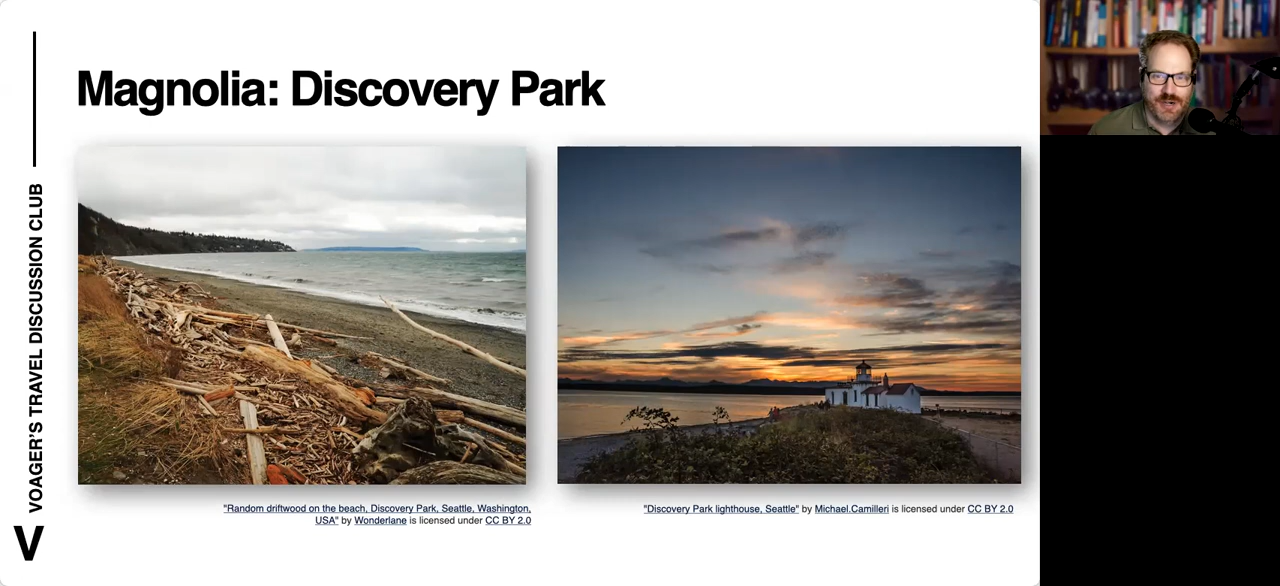 Magnolia: Discovery Park
VOAGER'S TRAVEL DISCUSSION CLUB
V
"Random driftwood on the beach, Discovery Park, Seattle, Washington,
USA" by Wonderlane is licensed under CC BY 2.0
"Discovery Park lighthouse, Seattle" by Michael.Camilleri is licensed under CC BY 2.0